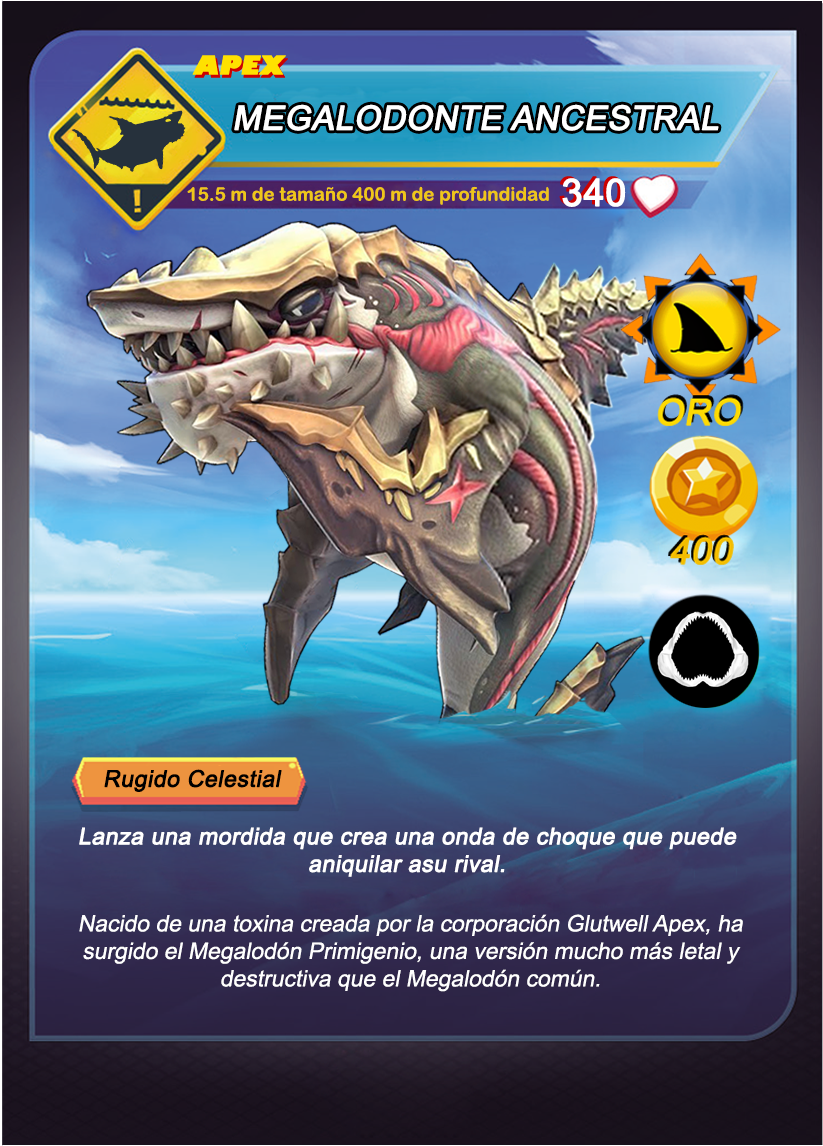 APEX
MEGALODONTE ANCESTRAL
15.5 m de tamaño 400 m de profundidad 340
ORO
400
!
Rugido Celestial
Lanza una mordida que crea una onda de choque que puede
aniquilar asu rival.
Nacido de una toxina creada por la corporación Glutwell Apex, ha
surgido el Megalodón Primigenio, una versión mucho más letal y
destructiva que el Megalodón común.